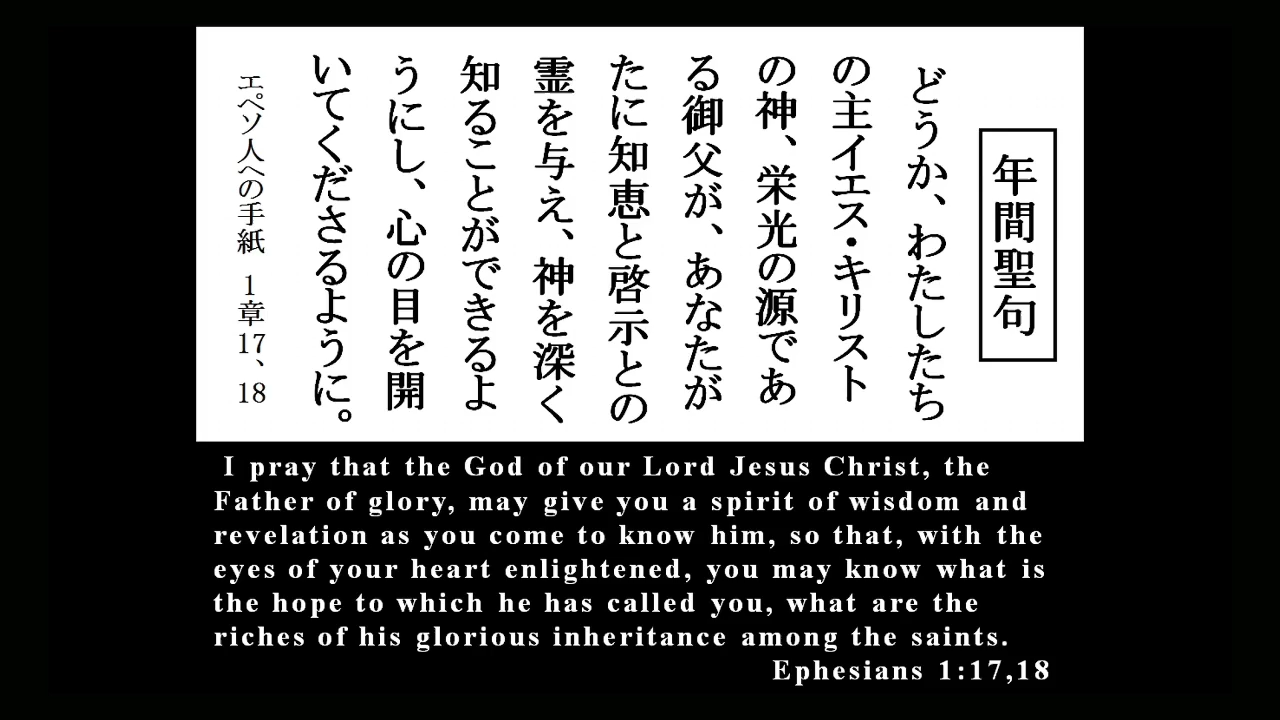 年間聖句
どうか、わたしたち
の主イエス・キリスト
の神、栄光の源であ
る御父が、あなたが
たに知恵と啓示との
霊を与え、神を深く
知ることができるよ
うにし、心の目を開
いてくださるように。
エペソ人への手紙 1章17、18
I pray that the God of our Lord Jesus Christ, the
Father of glory, may give you a spirit of wisdom and
revelation as you come to know him, so that, with the
eyes of your heart enlightened, you may know what is
the hope to which he has called you, what are the
riches of his glorious inheritance among the saints.
Ephesians 1:17,18